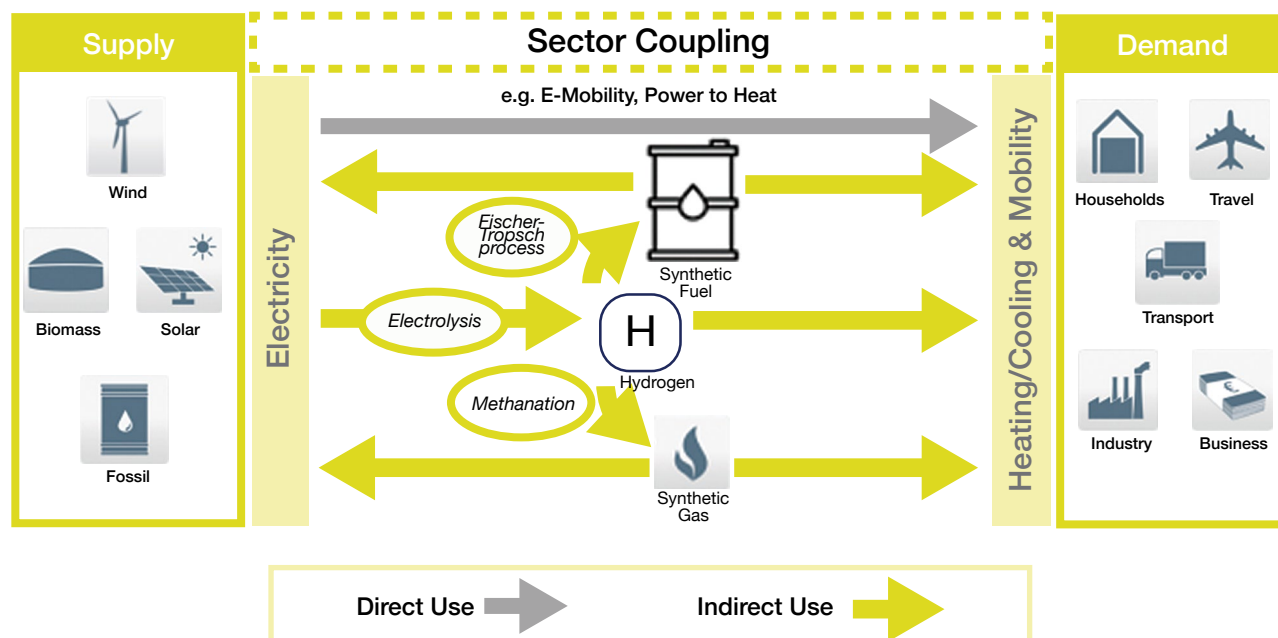 Supply
Sector Coupling
Demand
e.g. E-Mobility, Power to Heat
Wind
Biomass
Solar
Fossil
Electricity
Eischer-
Tropsch
process
Synthetic
Fuel
Electrolysis
H
Hydrogen
Methanation
Synthetic
Gas
Heating/Cooling & Mobility
Households
Travel
Transport
Industry
€
Business
Direct Use
Indirect Use